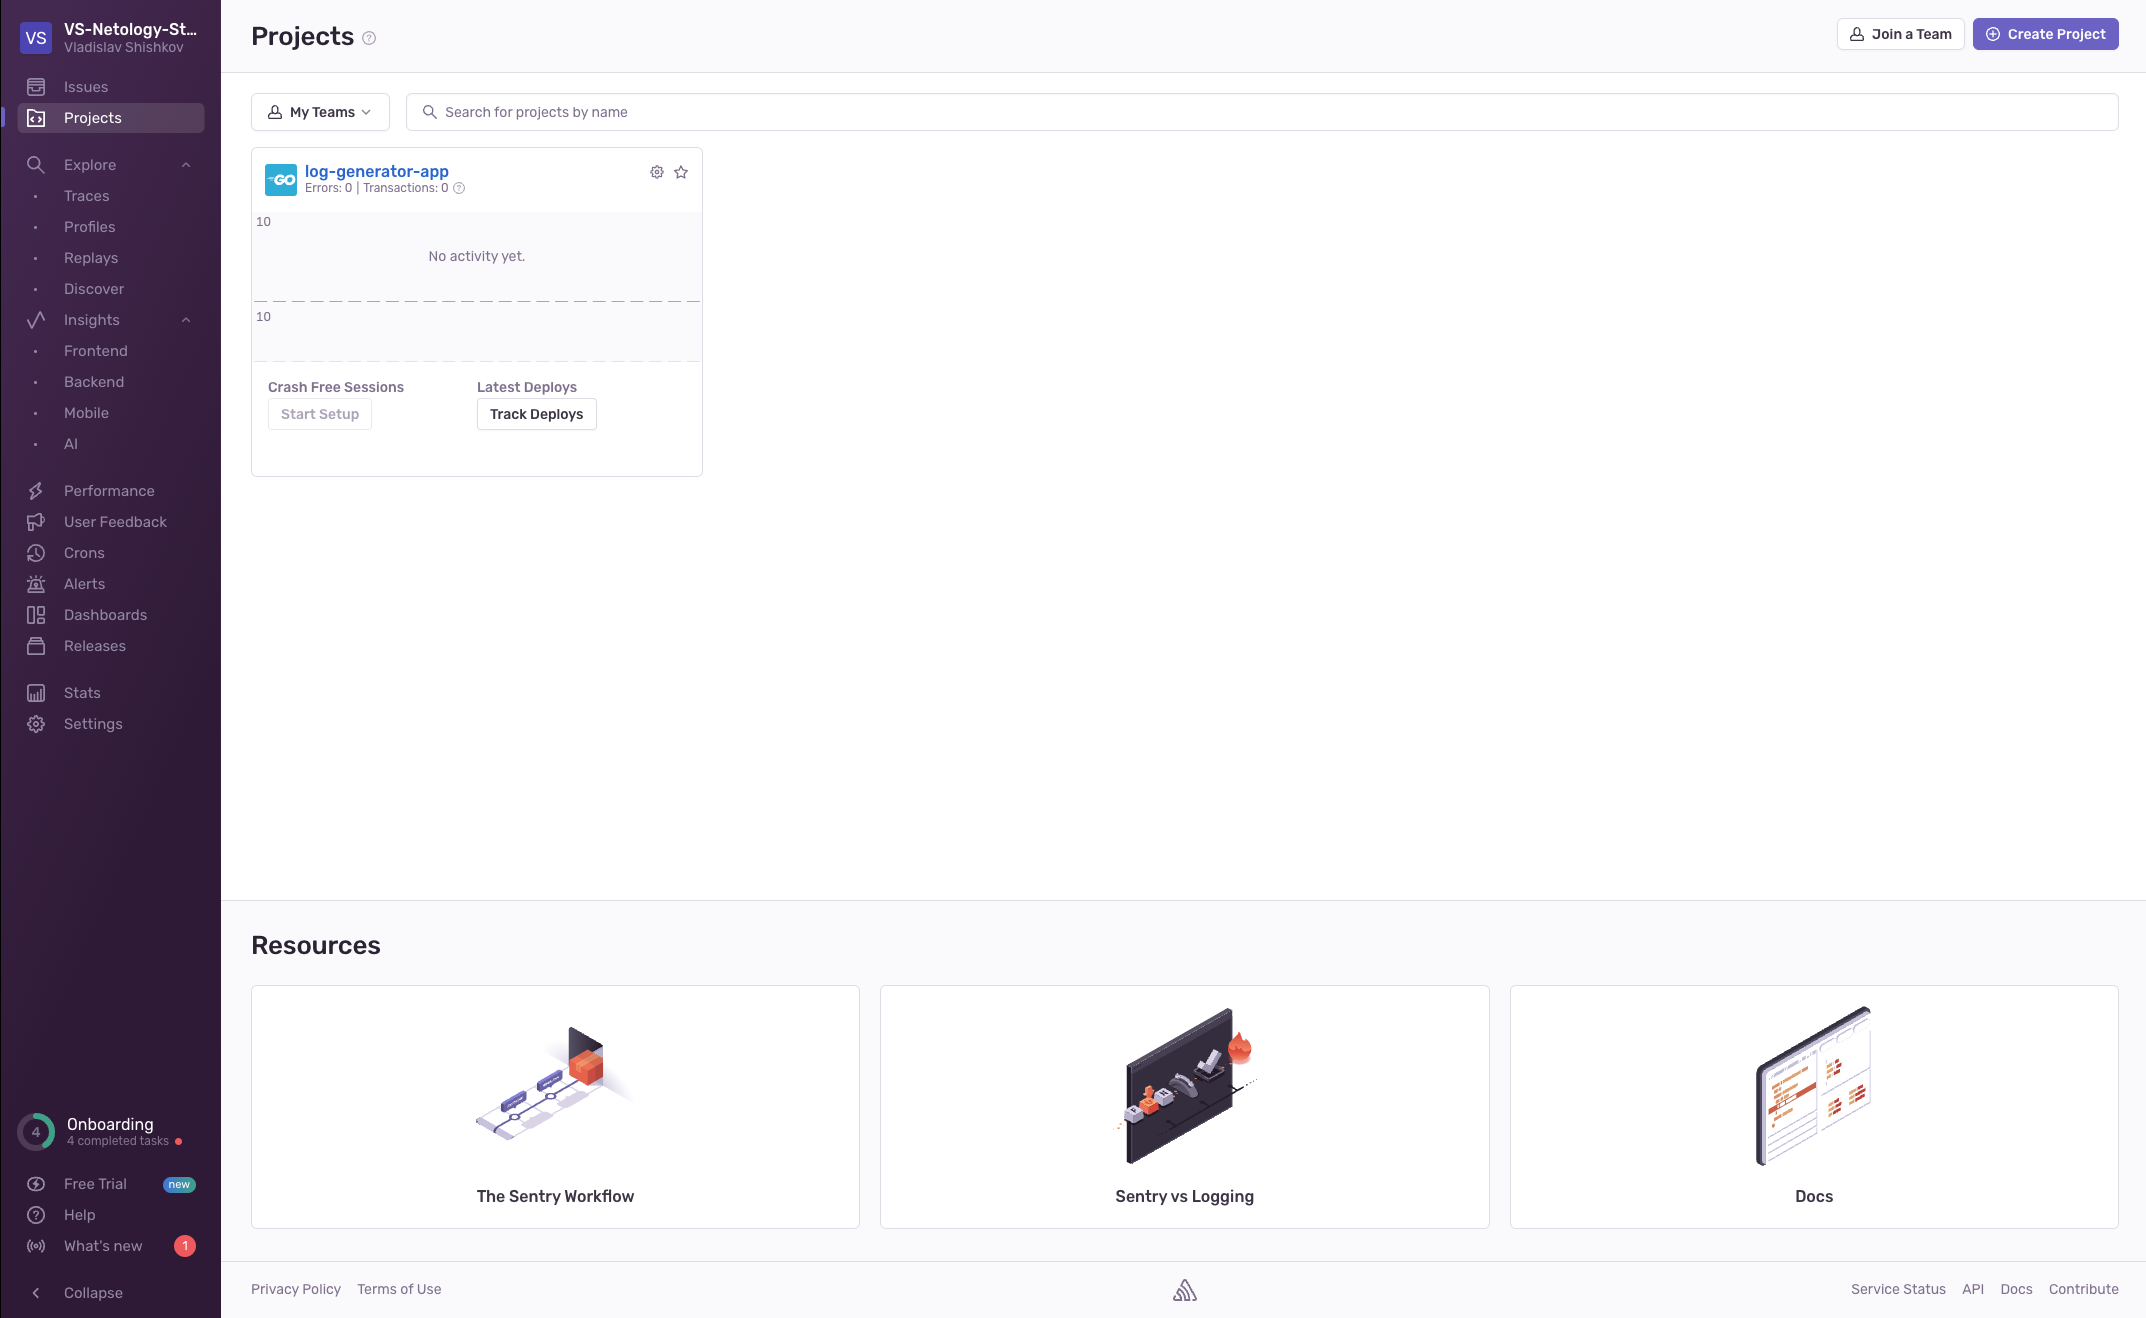 VS
VS-Netology-St...
Vladislav Shishkov
Issues
Projects
Explore
Traces
Profiles
Replays
Discover
Insights
Frontend
Backend
Mobile
AI
Performance
User Feedback
Crons
Alerts
Dashboards
Releases
Stats
Settings
4
Onboarding
4 completed tasks
Free Trial new
Help
What's new 1
Collapse
Projects
Join a Team
Create Project
My Teams
Search for projects by name
GO
log-generator-app
Errors: 0 | Transactions: 0
10
No activity yet.
10
Crash Free Sessions
Start Setup
Latest Deploys
Track Deploys
Resources
The Sentry Workflow
Sentry vs Logging
Docs
Privacy Policy
Terms of Use
Service Status
API
Docs
Contribute